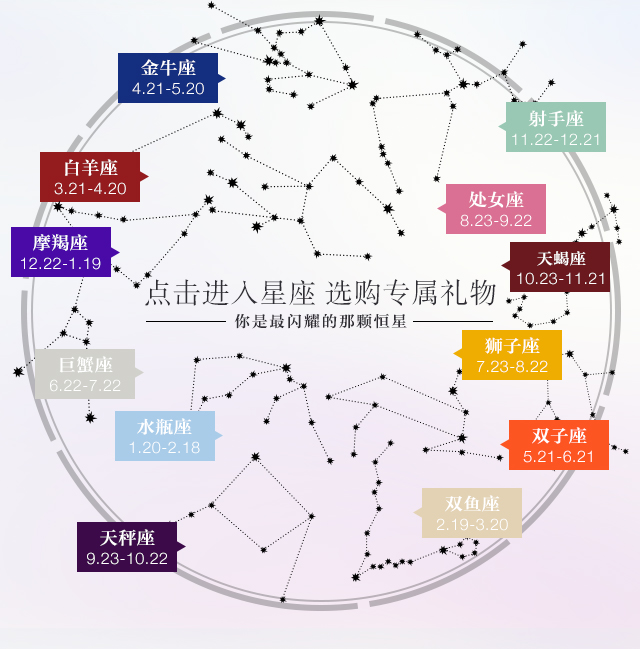 金牛座
4.21-5.20
射手座
11.22-12.21
白羊座
3.21-4.20
处女座
8.23-9.22
摩羯座
12.22-1.19
天蝎座
10.23-11.21
点击进入星座 选购专属礼物
你是最闪耀的那颗恒星
狮子座
7.23-8.22
巨蟹座
6.22-7.22
水瓶座
1.20-2.18
双子座
5.21-6.21
双鱼座
2.19-3.20
天秤座
9.23-10.22